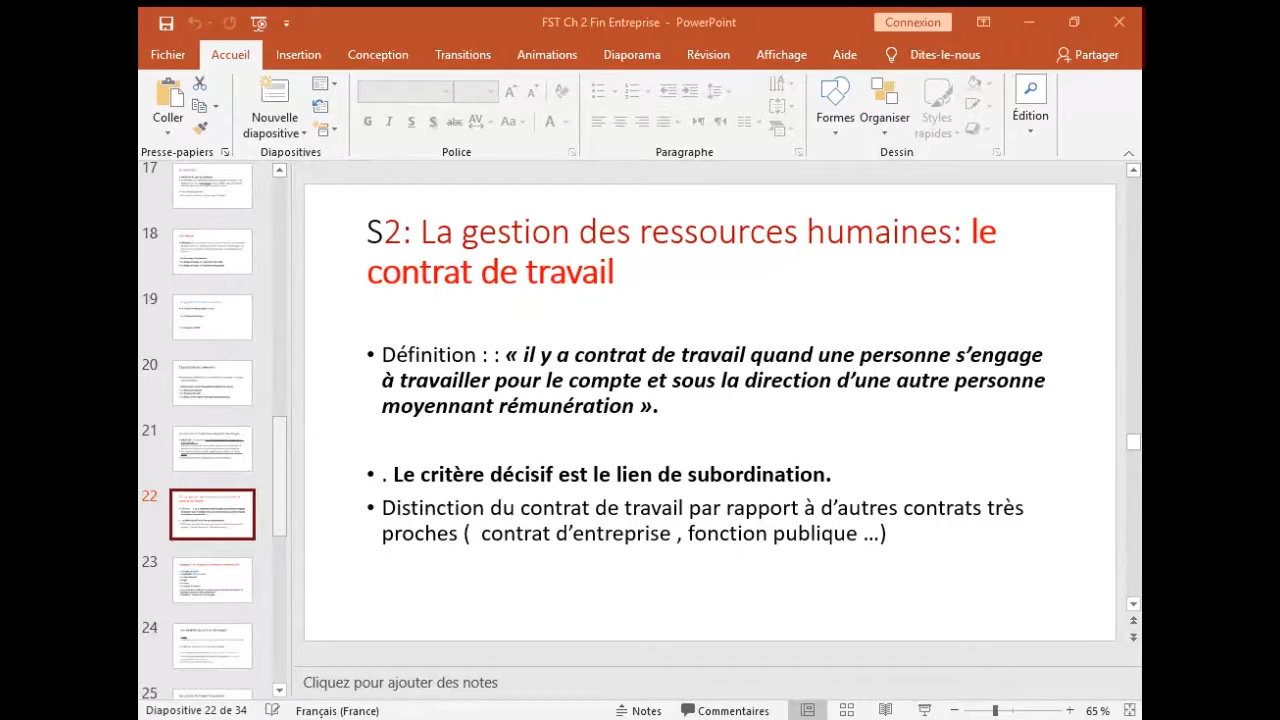 FST Ch 2 Fin Entreprise - PowerPoint
Connexion
Fichier Accueil Insertion Conception Transitions Animations Diaporama Révision Affichage Aide Dites-le-nous Partager
Coller
Nouvelle
diapositive
Formes Organiser Styles
rapides
Édition
G I S S abc AV Aa A
Presse-papiers Diapositives Police Paragraphe Dessin
17
18
19
20
21
22
23
24
25
S2: La gestion des ressources humaines: le
contrat de travail
• Définition : : « il y a contrat de travail quand une personne s’engage
à travailler pour le compte et sous la direction d’une autre personne
moyennant rémunération ».
• . Le critère décisif est le lien de subordination.
• Distinction du contrat de travail par rapport à d’autres contrats très
proches ( contrat d’entreprise , fonction publique ...)
Cliquez pour ajouter des notes
Diapositive 22 de 34 Français (France) Notes Commentaires 65 %